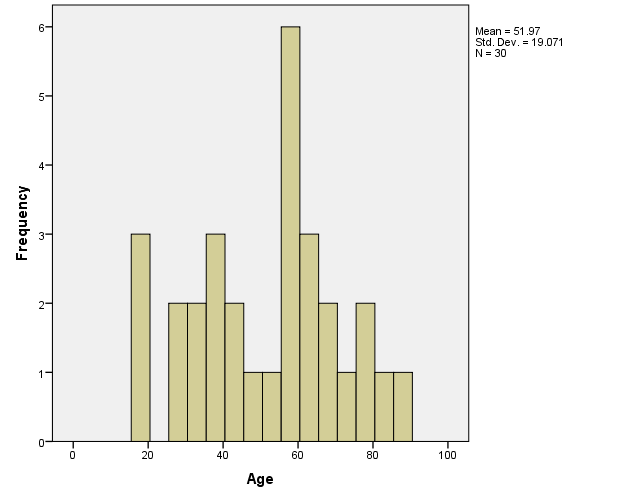 Mean = 51.97
Std. Dev. = 19.071
N = 30
Frequency
6
5
4
3
2
1
0
0 20 40 60 80 100
Age